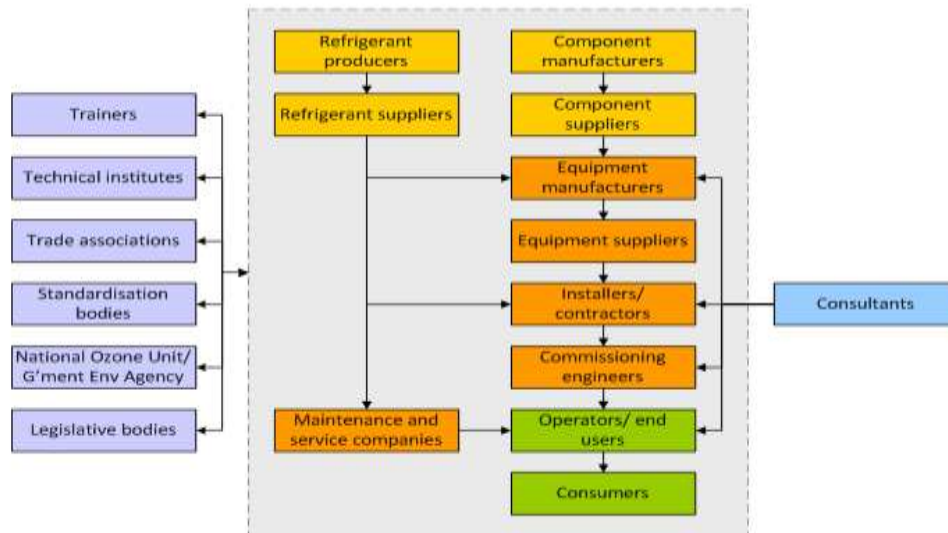 Refrigerant
producers
Component
manufacturers
Trainers
Refrigerant suppliers
Component
suppliers
Technical institutes
Equipment
manufacturers
Trade associations
Equipment suppliers
Standardisation
bodies
Installers/
contractors
Consultants
National Ozone Unit/
G'ment Env Agency
Commissioning
engineers
Legislative bodies
Maintenance and
service companies
Operators/ end
users
Consumers